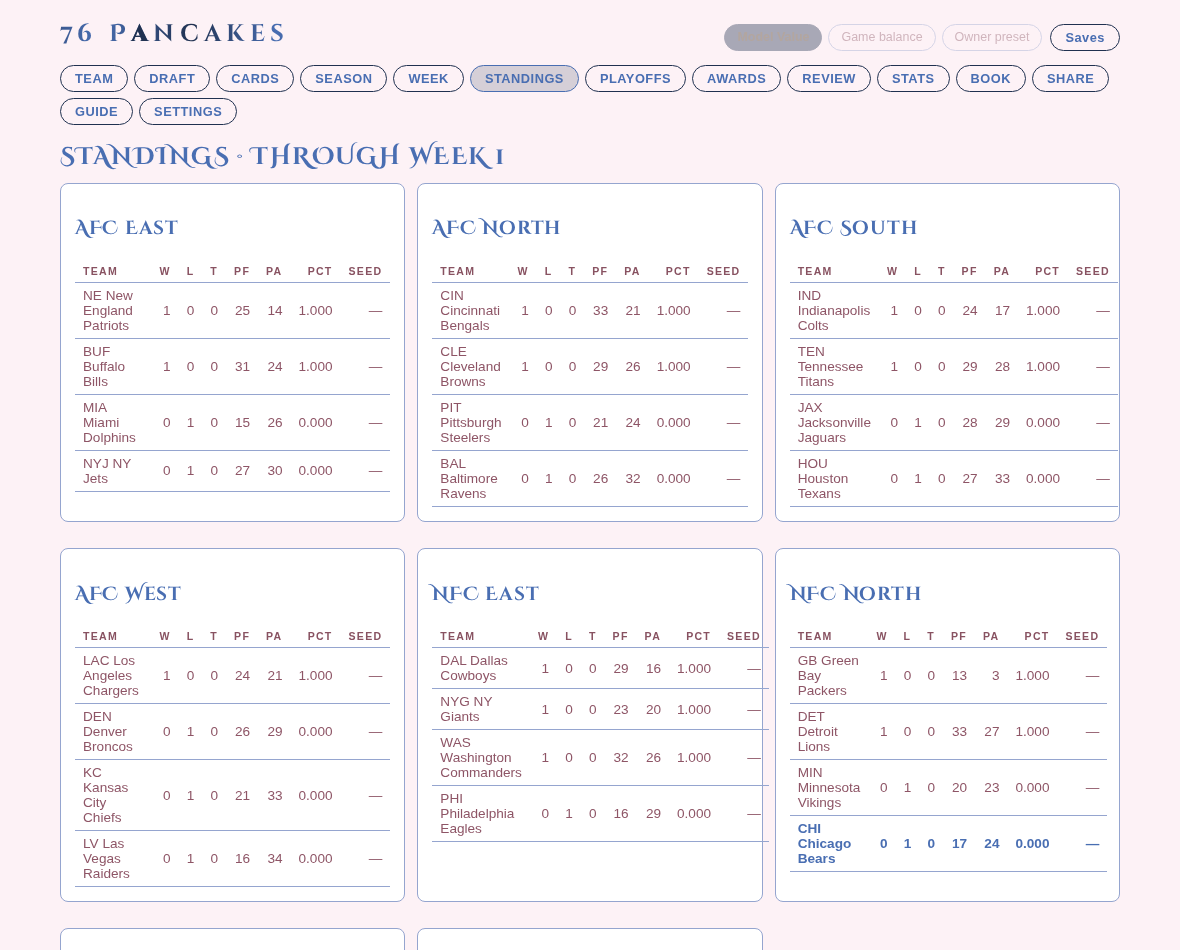 76 PANCAKES
Game balance Owner preset Saves
TEAM DRAFT CARDS SEASON WEEK STANDINGS PLAYOFFS AWARDS REVIEW STATS BOOK SHARE
GUIDE SETTINGS
STANDINGS · THROUGH WEEK 1
AFC EAST
TEAM W L T PF PA PCT SEED
NE New
England
Patriots
1 0 0 25 14 1.000 —
BUF
Buffalo
Bills
1 0 0 31 24 1.000 —
MIA
Miami
Dolphins
0 1 0 15 26 0.000 —
NYJ NY
Jets
0 1 0 27 30 0.000 —
AFC NORTH
TEAM W L T PF PA PCT SEED
CIN
Cincinnati
Bengals
1 0 0 33 21 1.000 —
CLE
Cleveland
Browns
1 0 0 29 26 1.000 —
PIT
Pittsburgh
Steelers
0 1 0 21 24 0.000 —
BAL
Baltimore
Ravens
0 1 0 26 32 0.000 —
AFC SOUTH
TEAM W L T PF PA PCT SEED
IND
Indianapolis
Colts
1 0 0 24 17 1.000 —
TEN
Tennessee
Titans
1 0 0 29 28 1.000 —
JAX
Jacksonville
Jaguars
0 1 0 28 29 0.000 —
HOU
Houston
Texans
0 1 0 27 33 0.000 —
AFC WEST
TEAM W L T PF PA PCT SEED
LAC Los
Angeles
Chargers
1 0 0 24 21 1.000 —
DEN
Denver
Broncos
0 1 0 26 29 0.000 —
KC
Kansas
City
Chiefs
0 1 0 21 33 0.000 —
LV Las
Vegas
Raiders
0 1 0 16 34 0.000 —
NFC EAST
TEAM W L T PF PA PCT SEED
DAL Dallas
Cowboys
1 0 0 29 16 1.000 —
NYG NY
Giants
1 0 0 23 20 1.000 —
WAS
Washington
Commanders
1 0 0 32 26 1.000 —
PHI
Philadelphia
Eagles
0 1 0 16 29 0.000 —
NFC NORTH
TEAM W L T PF PA PCT SEED
GB Green
Bay
Packers
1 0 0 13 3 1.000 —
DET
Detroit
Lions
1 0 0 33 27 1.000 —
MIN
Minnesota
Vikings
0 1 0 20 23 0.000 —
CHI
Chicago
Bears
0 1 0 17 24 0.000 —